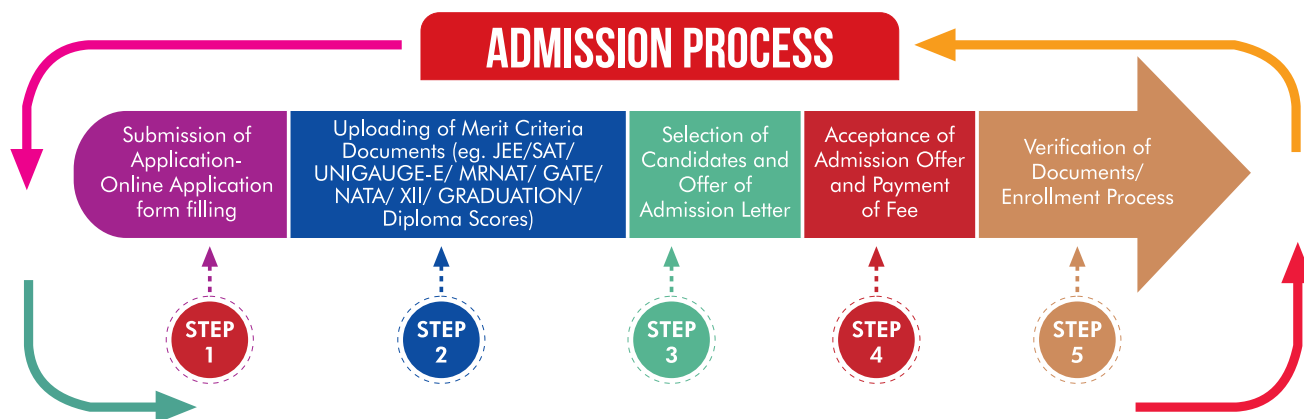 ADMISSION PROCESS
Submission of
Application-
Online Application
form filling
Uploading of Merit Criteria
Documents (eg. JEE/SAT/
UNIGAUGE-E/ MRNAT/ GATE/
NATA/ XII/ GRADUATION/
Diploma Scores)
Selection of
Candidates and
Offer of
Admission Letter
Acceptance of
Admission Offer
and Payment
of Fee
Verification of
Documents/
Enrollment Process
STEP
1
STEP
2
STEP
3
STEP
4
STEP
5